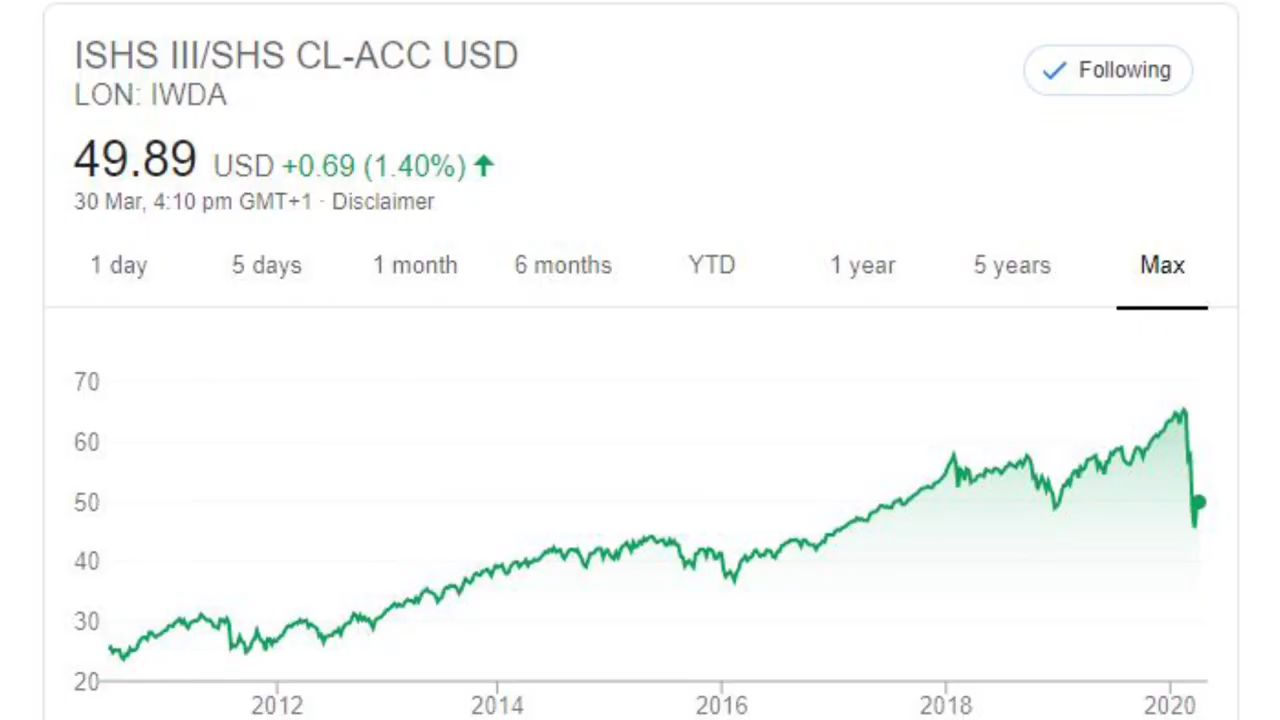 ISHS III/SHS CL-ACC USD
LON: IWDA
Following
49.89 USD +0.69 (1.40%)
30 Mar, 4:10 pm GMT+1 · Disclaimer
1 day 5 days 1 month 6 months YTD 1 year 5 years Max
70
60
50
40
30
20
2012 2014 2016 2018 2020